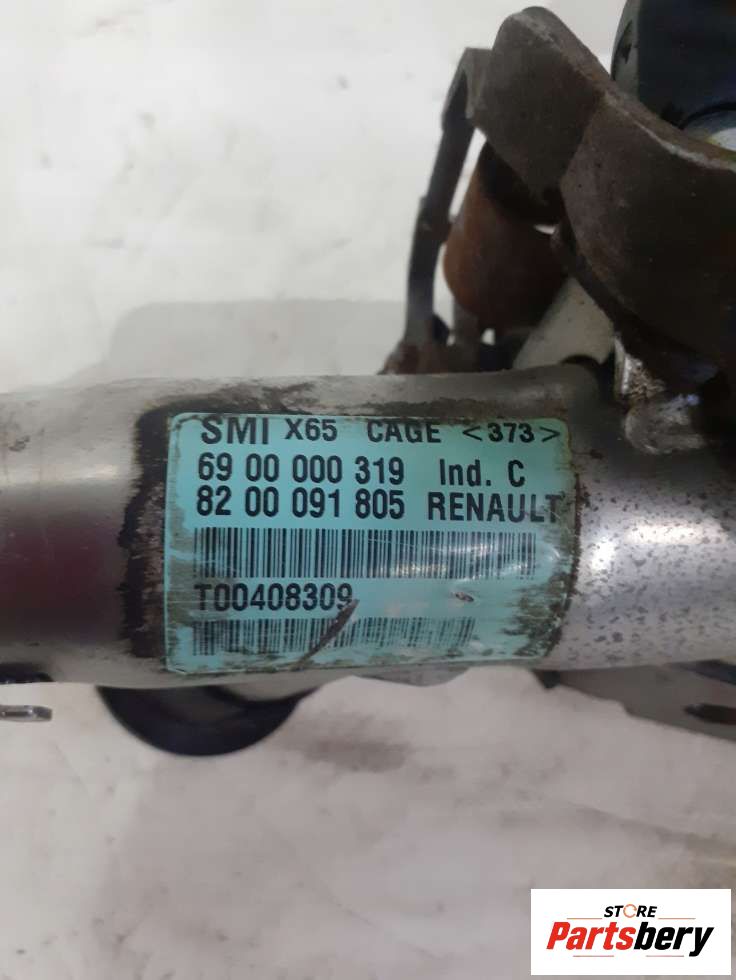 SMI X65 CAGE <373>
69 00 000 319 Ind. C
82 00 091 805 RENAULT
T00408309
STORE
Partsbery